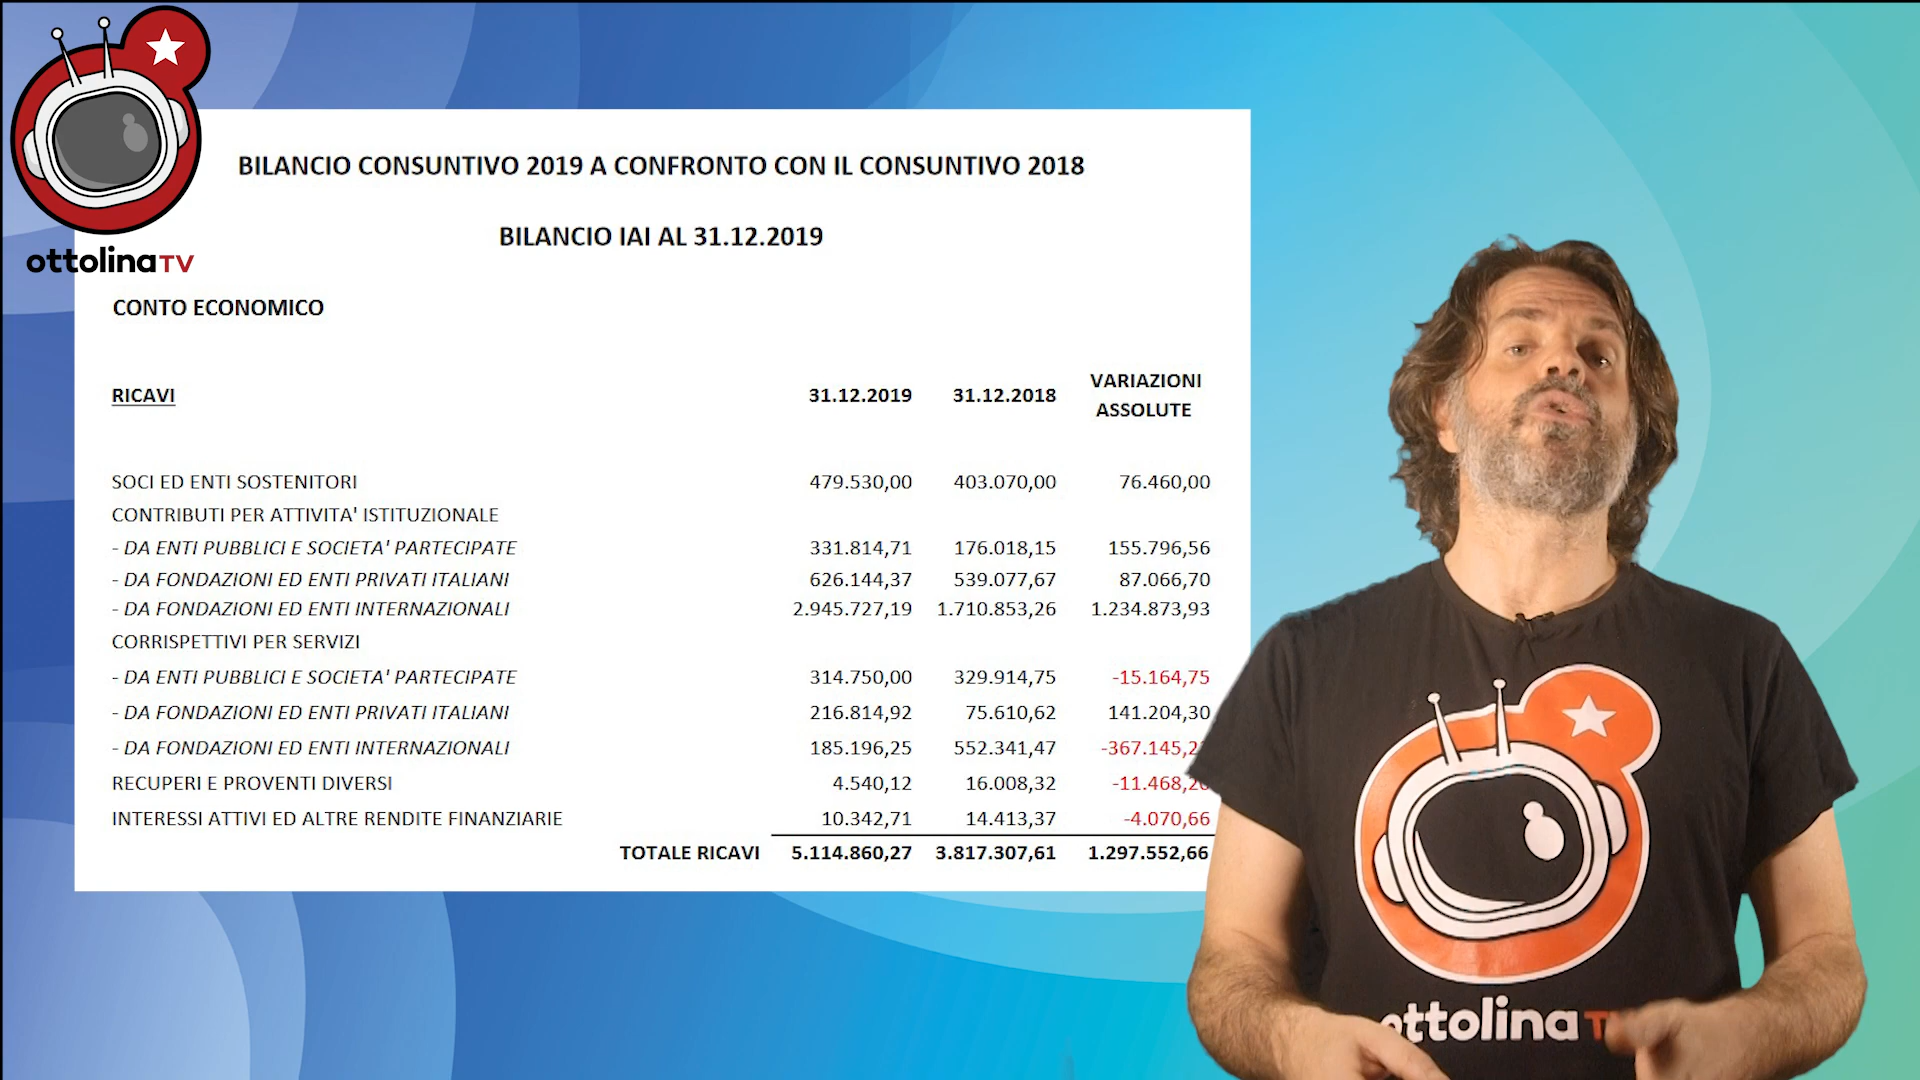 ottolinaTV
BILANCIO CONSUNTIVO 2019 A CONFRONTO CON IL CONSUNTIVO 2018
BILANCIO IAI AL 31.12.2019
CONTO ECONOMICO
RICAVI 31.12.2019 31.12.2018 VARIAZIONI ASSOLUTE
SOCI ED ENTI SOSTENITORI 479.530,00 403.070,00 76.460,00
CONTRIBUTI PER ATTIVITA' ISTITUZIONALE
- DA ENTI PUBBLICI E SOCIETA' PARTECIPATE 331.814,71 176.018,15 155.796,56
- DA FONDAZIONI ED ENTI PRIVATI ITALIANI 626.144,37 539.077,67 87.066,70
- DA FONDAZIONI ED ENTI INTERNAZIONALI 2.945.727,19 1.710.853,26 1.234.873,93
CORRISPETTIVI PER SERVIZI
- DA ENTI PUBBLICI E SOCIETA' PARTECIPATE 314.750,00 329.914,75 -15.164,75
- DA FONDAZIONI ED ENTI PRIVATI ITALIANI 216.814,92 75.610,62 141.204,30
- DA FONDAZIONI ED ENTI INTERNAZIONALI 185.196,25 552.341,47
RECUPERI E PROVENTI DIVERSI 4.540,12 16.008,32 -11.468,20
INTERESSI ATTIVI ED ALTRE RENDITE FINANZIARIE 10.342,71 14.413,37 -4.070,66
TOTALE RICAVI 5.114.860,27 3.817.307,61 1.297.552,66
ottolina T